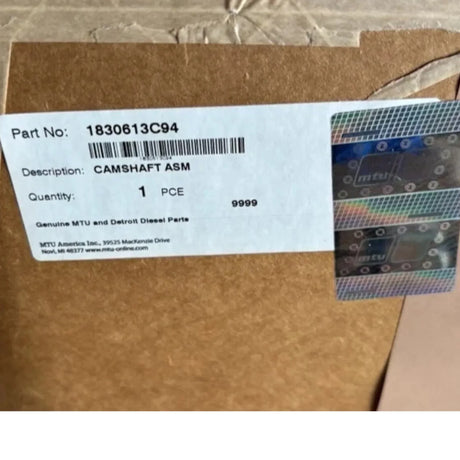 Part No: 1830613C94
1830613C94
Description: CAMSHAFT ASM
Quantity: 1 PCE
9999
Genuine MTU and Detroit Diesel Parts
MTU America Inc., 39525 MacKenzie Drive
Novi, MI 48377 www.mtu-online.com
mtu
mtu